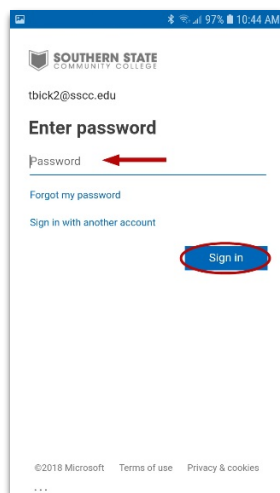 97% 10:44 AM
SOUTHERN STATE
COMMUNITY COLLEGE
tbick2@sscc.edu
Enter password
Password
Forgot my password
Sign in with another account
Sign in
©2018 Microsoft Terms of use Privacy & cookies
...